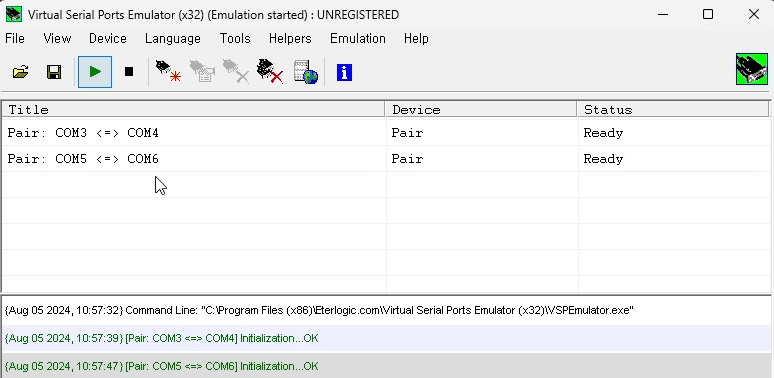 Virtual Serial Ports Emulator (x32) (Emulation started) : UNREGISTERED
File View Device Language Tools Helpers Eterlogic Emulation Help
Title Device Status
Pair: COM3 <=> COM4 Pair Ready
Pair: COM5 <=> COM6 Pair Ready
{Aug 05 2024, 10:57:32} Command Line: "C:\Program Files (x86)\Eterlogic.com\Virtual Serial Ports Emulator (x32)\VSPEmulator.exe"
{Aug 05 2024, 10:57:39} [Pair: COM3 <=> COM4] Initialization...OK
{Aug 05 2024, 10:57:47} [Pair: COM5 <=> COM6] Initialization...OK